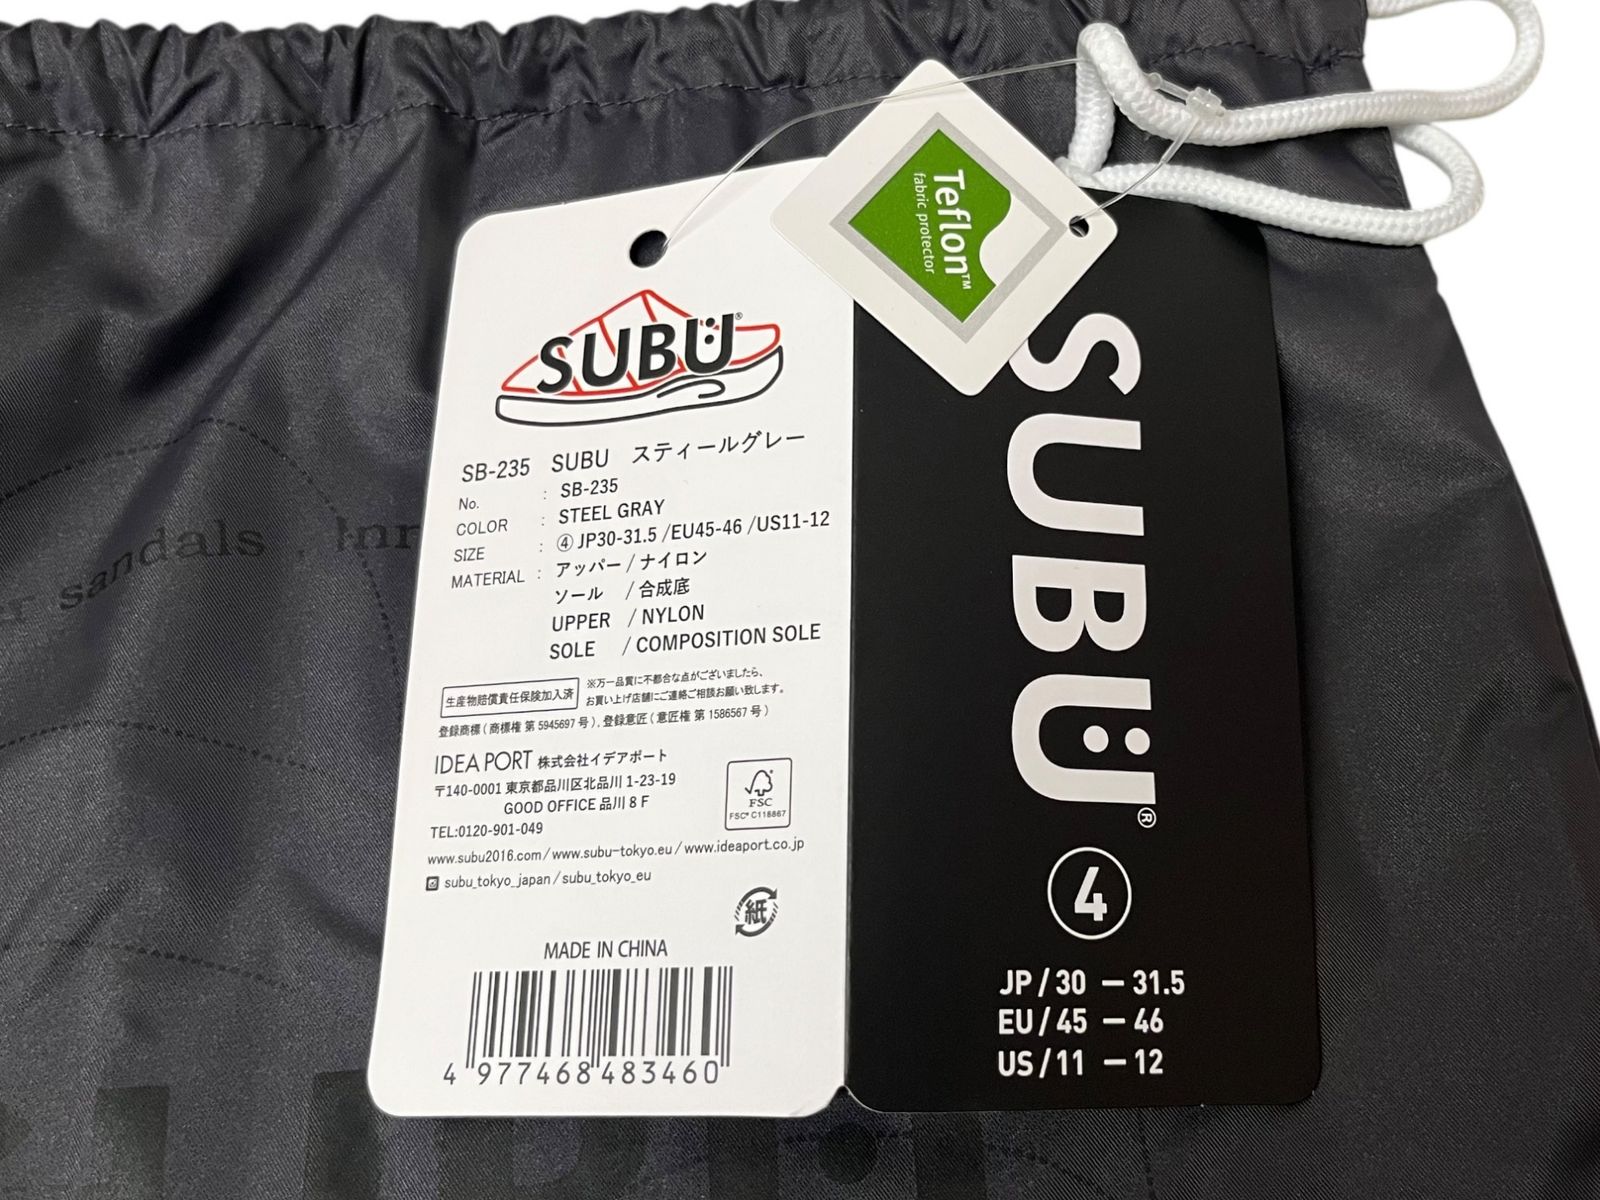 Teflon™
fabric protector
SUBU®
SB-235 SUBU スティールグレー
No. : SB-235
COLOR : STEEL GRAY
SIZE : ④ JP30-31.5 /EU45-46 /US11-12
MATERIAL : アッパー / ナイロン
ソール / 合成底
UPPER / NYLON
SOLE / COMPOSITION SOLE
生産物賠償責任保険加入済
※万一品質に不都合な点がございましたら、
お買い上げ店舗にご連絡ご相談お願い致します。
登録商標 ( 商標権 第 5945697 号 ) , 登録意匠 ( 意匠権 第 1586567 号 )
IDEA PORT 株式会社イデアポート
〒140-0001 東京都品川区北品川 1-23-19
GOOD OFFICE 品川 8 F
TEL:0120-901-049
FSC
FSC® C118867
www.subu2016.com / www.subu-tokyo.eu / www.ideaport.co.jp
subu_tokyo_japan / subu_tokyo_eu
紙
MADE IN CHINA
4 977468 483460
SUBU®
4
JP / 30 — 31.5
EU / 45 — 46
US / 11 — 12
sandals